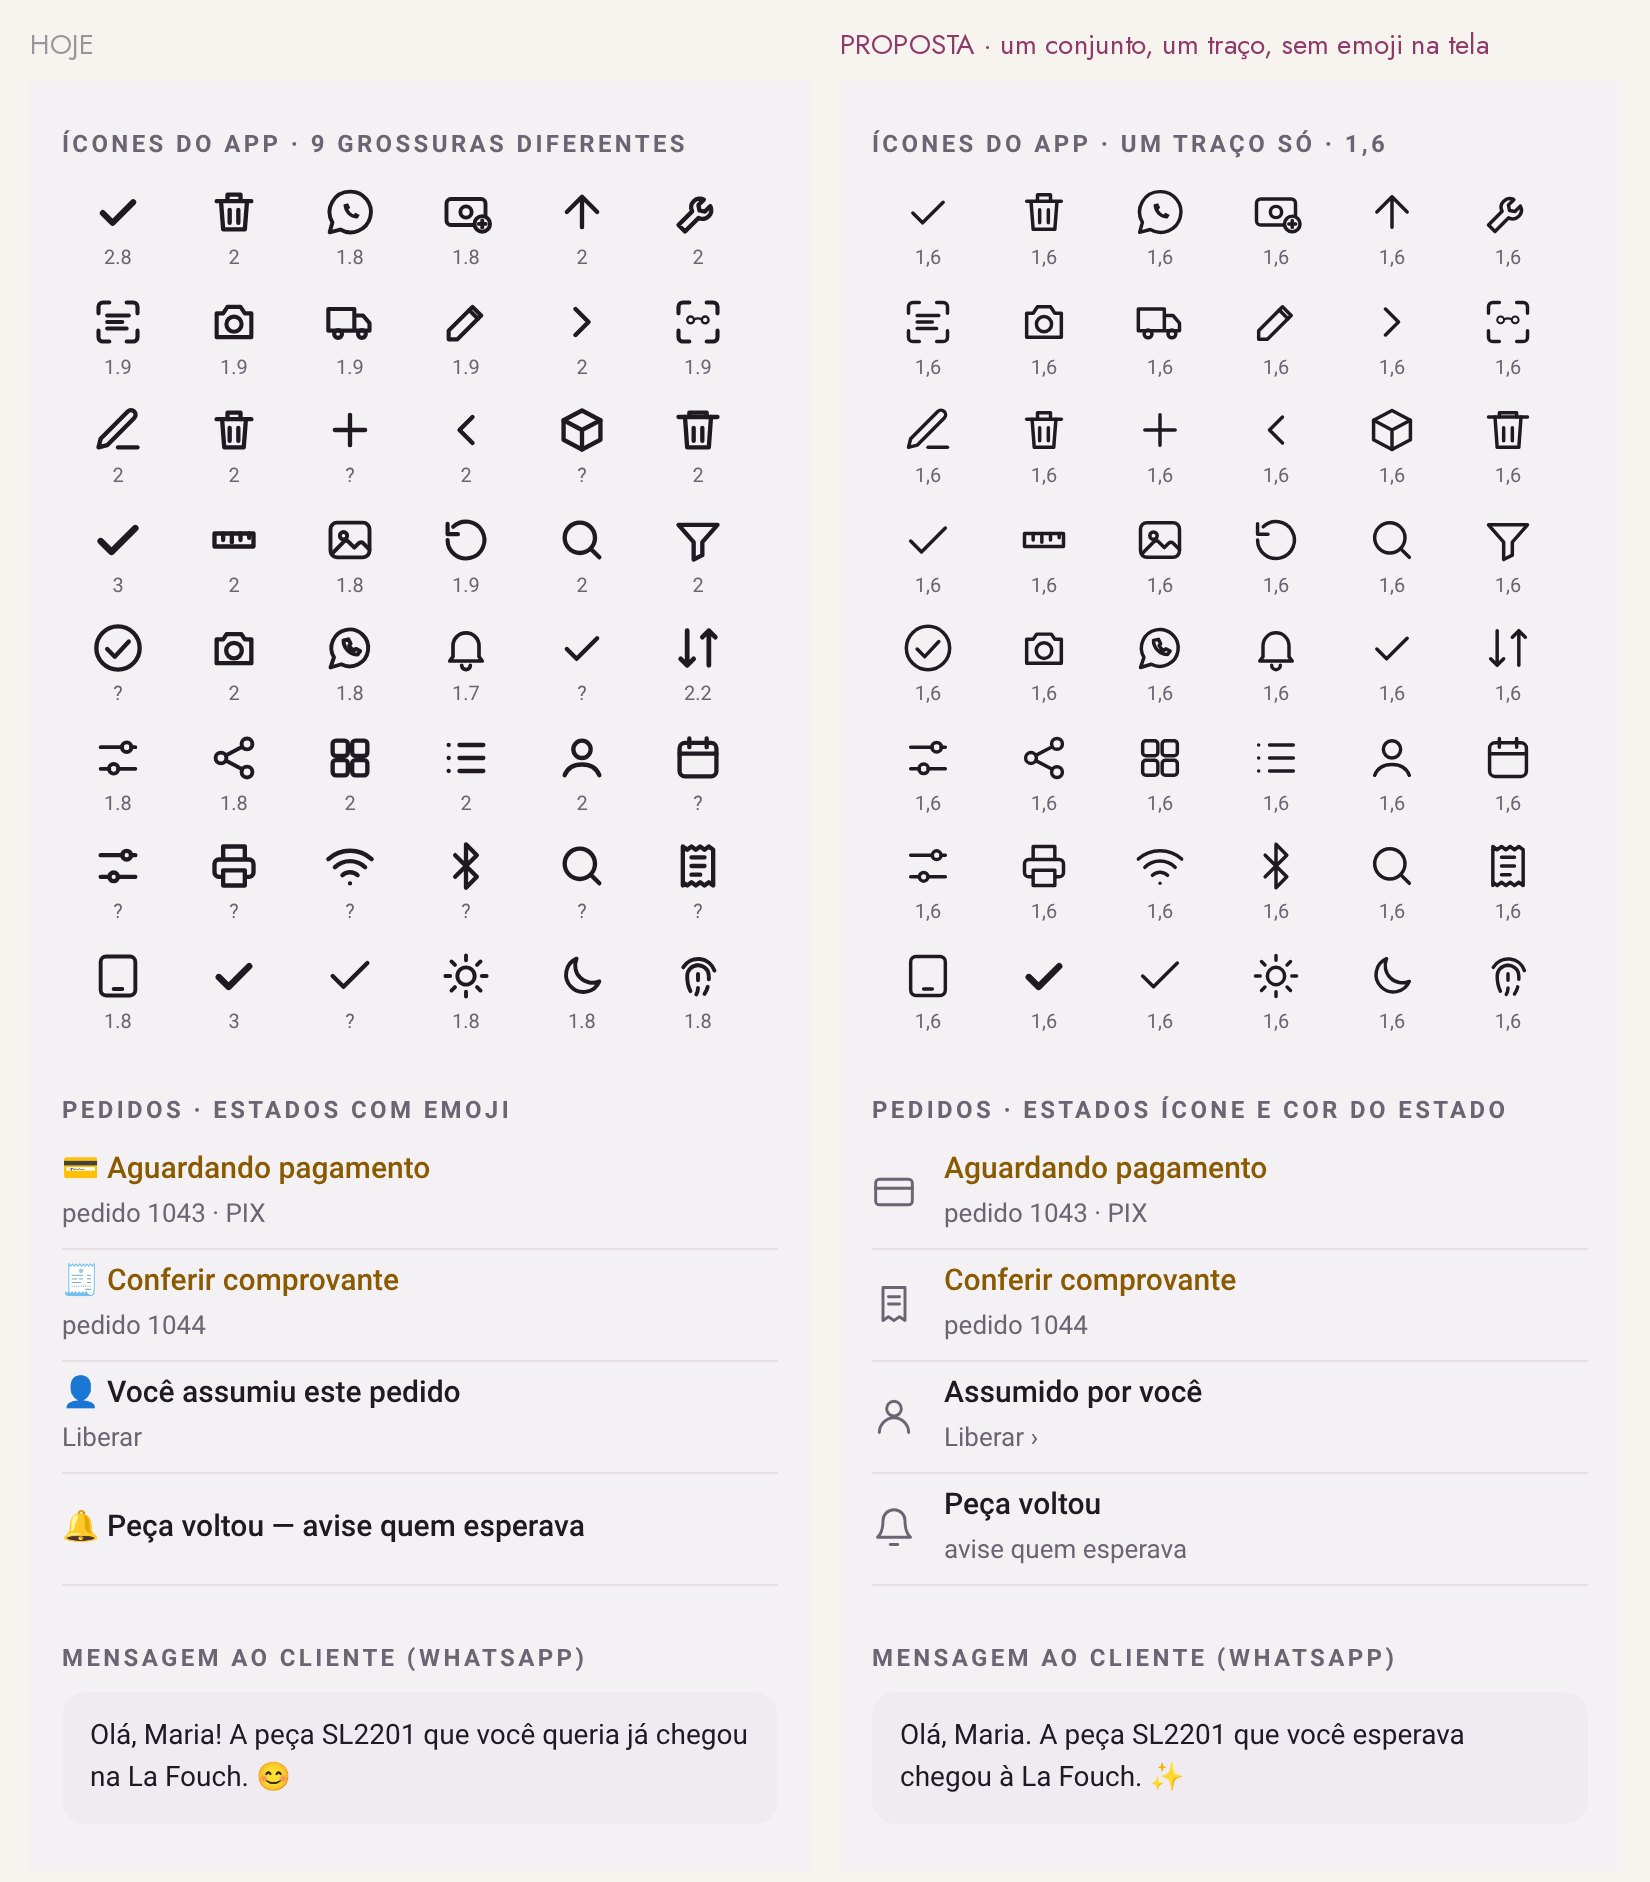 HOJE
ÍCONES DO APP · 9 GROSSURAS DIFERENTES
2.8 2 1.8 1.8 2 2
1.9 1.9 1.9 1.9 2 1.9
2 2 ? 2 ? 2
3 2 1.8 1.9 2 2
? 2 1.8 1.7 ? 2.2
1.8 1.8 2 2 2 ?
? ? ? ? ? ?
1.8 3 ? 1.8 1.8 1.8
PEDIDOS · ESTADOS COM EMOJI
💳 Aguardando pagamento
pedido 1043 · PIX
🧾 Conferir comprovante
pedido 1044
👤 Você assumiu este pedido
Liberar
🔔 Peça voltou — avise quem esperava
MENSAGEM AO CLIENTE (WHATSAPP)
Olá, Maria! A peça SL2201 que você queria já chegou
na La Fouch. 😊
PROPOSTA · um conjunto, um traço, sem emoji na tela
ÍCONES DO APP · UM TRAÇO SÓ · 1,6
1,6 1,6 1,6 1,6 1,6 1,6
1,6 1,6 1,6 1,6 1,6 1,6
1,6 1,6 1,6 1,6 1,6 1,6
1,6 1,6 1,6 1,6 1,6 1,6
1,6 1,6 1,6 1,6 1,6 1,6
1,6 1,6 1,6 1,6 1,6 1,6
1,6 1,6 1,6 1,6 1,6 1,6
1,6 1,6 1,6 1,6 1,6 1,6
PEDIDOS · ESTADOS ÍCONE E COR DO ESTADO
Aguardando pagamento
pedido 1043 · PIX
Conferir comprovante
pedido 1044
Assumido por você
Liberar ›
Peça voltou
avise quem esperava
MENSAGEM AO CLIENTE (WHATSAPP)
Olá, Maria. A peça SL2201 que você esperava
chegou à La Fouch. ✨